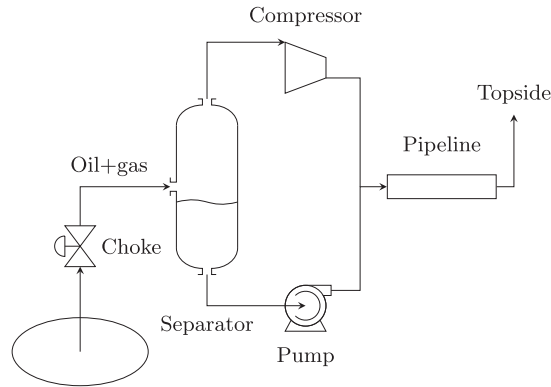 Compressor
Topside
Pipeline
Oil+gas
Choke
Separator
Pump